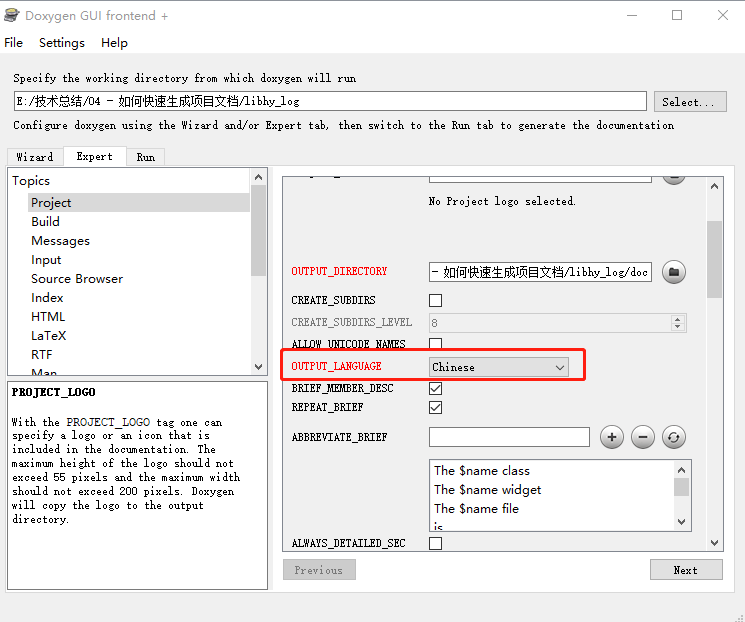 Doxygen GUI frontend +
File Settings Help
Specify the working directory from which doxygen will run
E:/技术总结/04 - 如何快速生成项目文档/libhy_log
Select...
Configure doxygen using the Wizard and/or Expert tab, then switch to the Run tab to generate the documentation
Wizard Expert Run
Topics
Project
Build
Messages
Input
Source Browser
Index
HTML
LaTeX
RTF
Man
PROJECT_LOGO
With the PROJECT_LOGO tag one can
specify a logo or an icon that is
included in the documentation. The
maximum height of the logo should not
exceed 55 pixels and the maximum width
should not exceed 200 pixels. Doxygen
will copy the logo to the output
directory.
No Project logo selected.
OUTPUT_DIRECTORY
- 如何快速生成项目文档/libhy_log/doc
CREATE_SUBDIRS
CREATE_SUBDIRS_LEVEL
8
ALLOW_UNICODE_NAMES
OUTPUT_LANGUAGE
Chinese
BRIEF_MEMBER_DESC
REPEAT_BRIEF
ABBREVIATE_BRIEF
The $name class
The $name widget
The $name file
is
ALWAYS_DETAILED_SEC
Previous
Next